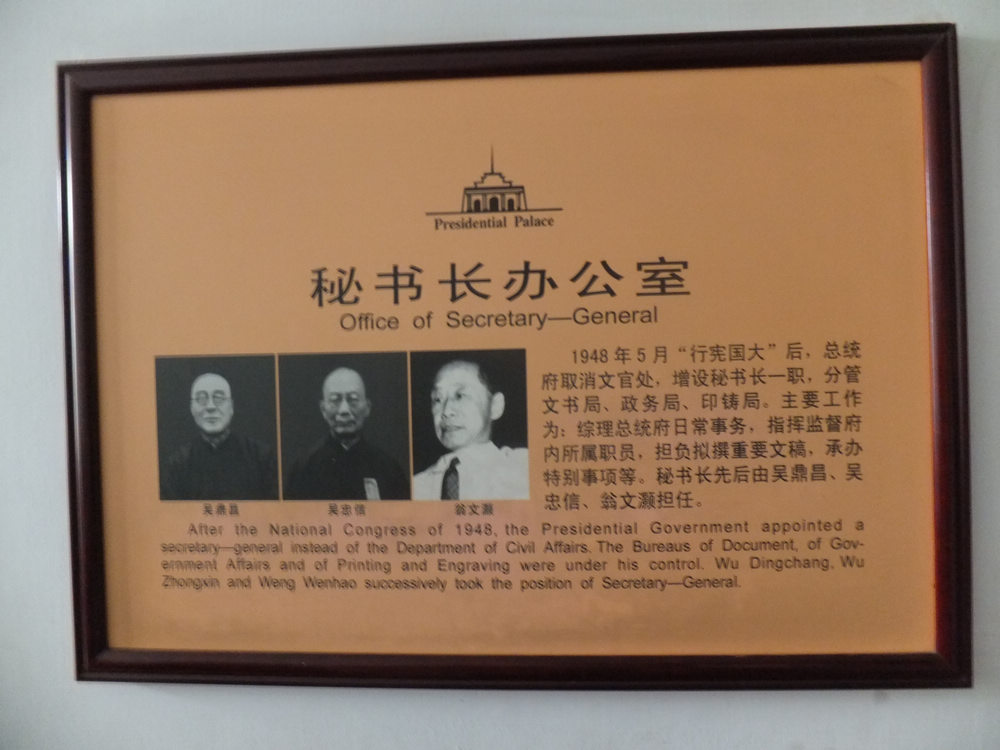 Presidential Palace
秘书长办公室
Office of Secretary—General
1948年5月“行宪国大”后，总统
府取消文官处，增设秘书长一职，分管
文书局、政务局、印铸局。主要工作
为：综理总统府日常事务，指挥监督府
内所属职员，担负拟撰重要文稿，承办
特别事项等。秘书长先后由吴鼎昌、吴
忠信、翁文灏担任。
吴鼎昌 吴忠信 翁文灏
After the National Congress of 1948, the Presidential Government appointed a
secretary—general instead of the Department of Civil Affairs. The Bureaus of Document, of Gov-
ernment Affairs and of Printing and Engraving were under his control. Wu Dingchang, Wu
Zhongxin and Weng Wenhao successively took the position of Secretary—General.